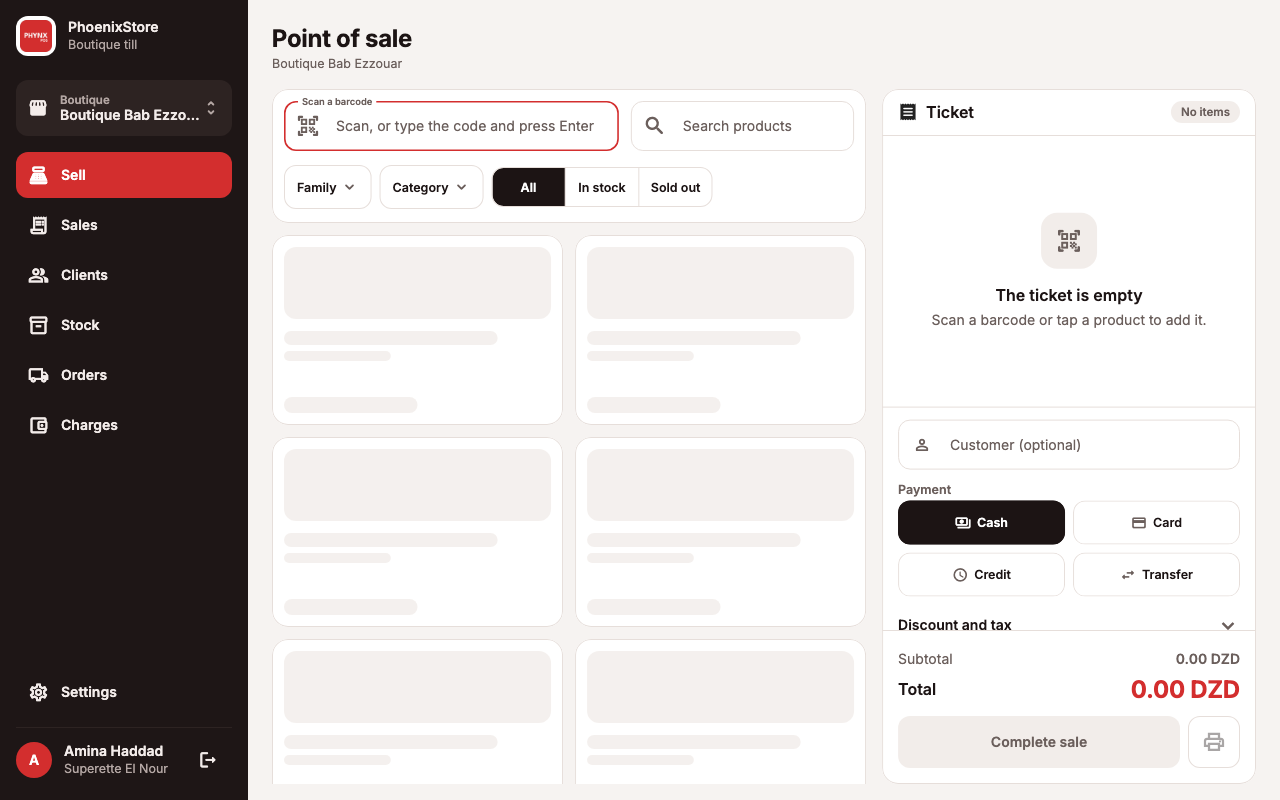 PHYNX
POS
PhoenixStore
Boutique till
Boutique
Boutique Bab Ezzo...
Sell
Sales
Clients
Stock
Orders
Charges
Settings
A
Amina Haddad
Superette El Nour
Point of sale
Boutique Bab Ezzouar
Scan a barcode
Scan, or type the code and press Enter
Search products
Family
Category
All
In stock
Sold out
Ticket
No items
The ticket is empty
Scan a barcode or tap a product to add it.
Customer (optional)
Payment
Cash
Card
Credit
Transfer
Discount and tax
Subtotal
0.00 DZD
Total
0.00 DZD
Complete sale